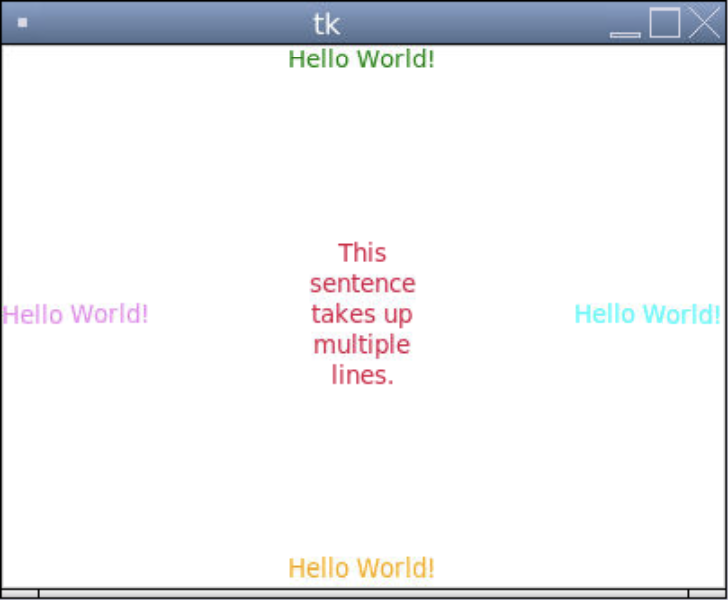 tk
Hello World!
This
sentence
Hello World! takes up Hello World!
multiple
lines.
Hello World!